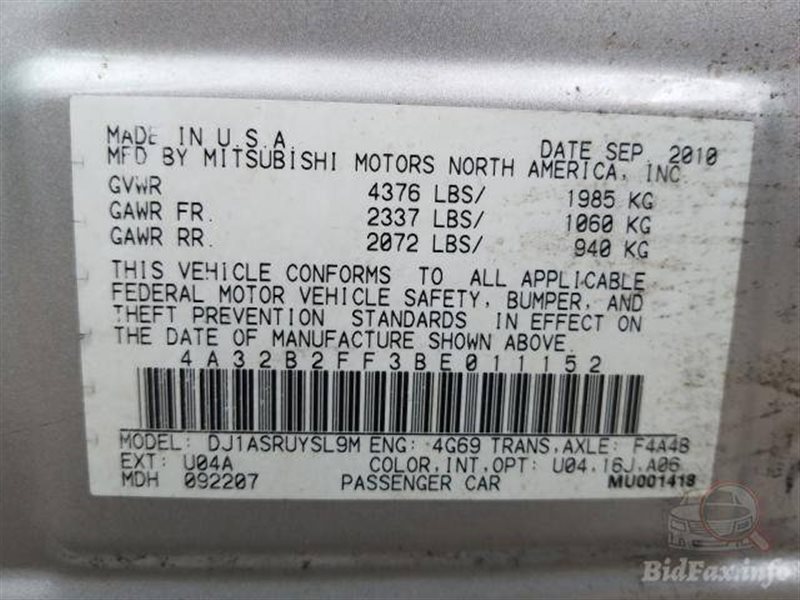 MADE IN U.S.A. DATE SEP 2010
MFD BY MITSUBISHI MOTORS NORTH AMERICA, INC
GVWR 4376 LBS/ 1985 KG
GAWR FR. 2337 LBS/ 1060 KG
GAWR RR. 2072 LBS/ 940 KG
THIS VEHICLE CONFORMS TO ALL APPLICABLE
FEDERAL MOTOR VEHICLE SAFETY, BUMPER, AND
THEFT PREVENTION STANDARDS IN EFFECT ON
THE DATE OF MANUFACTURE SHOWN ABOVE.
4A32B2FF3BE011152
MODEL: DJ1ASRUYSL9M ENG: 4G69 TRANS.AXLE: F4A4B
EXT: U04A COLOR,INT,OPT: U04.16J.A06
MDH 092207 PASSENGER CAR MU001418
BidFax.info